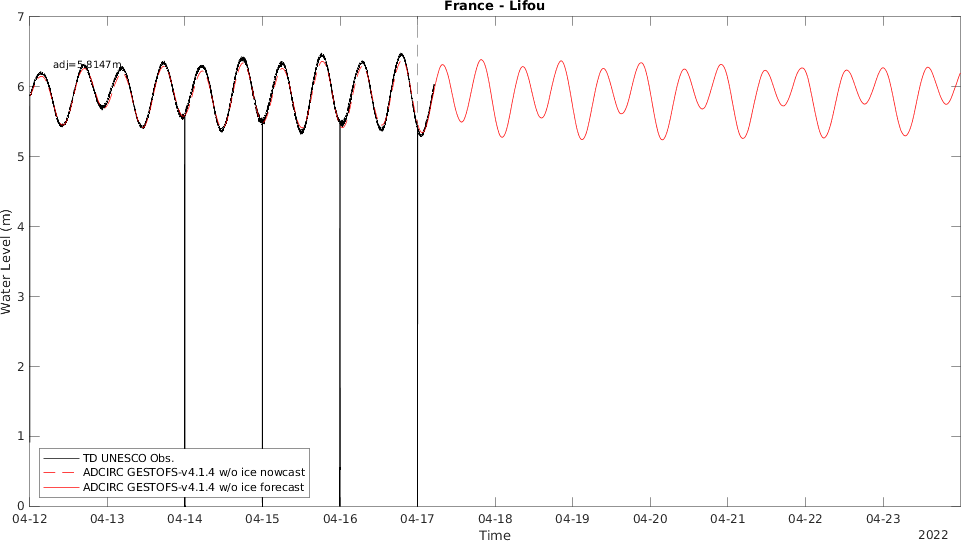 France - Lifou
7
6
5
4
3
2
1
0
Water Level (m)
adj=5.8147m
TD UNESCO Obs.
ADCIRC GESTOFS-v4.1.4 w/o ice nowcast
ADCIRC GESTOFS-v4.1.4 w/o ice forecast
04-12 04-13 04-14 04-15 04-16 04-17 04-18 04-19 04-20 04-21 04-22 04-23
Time
2022